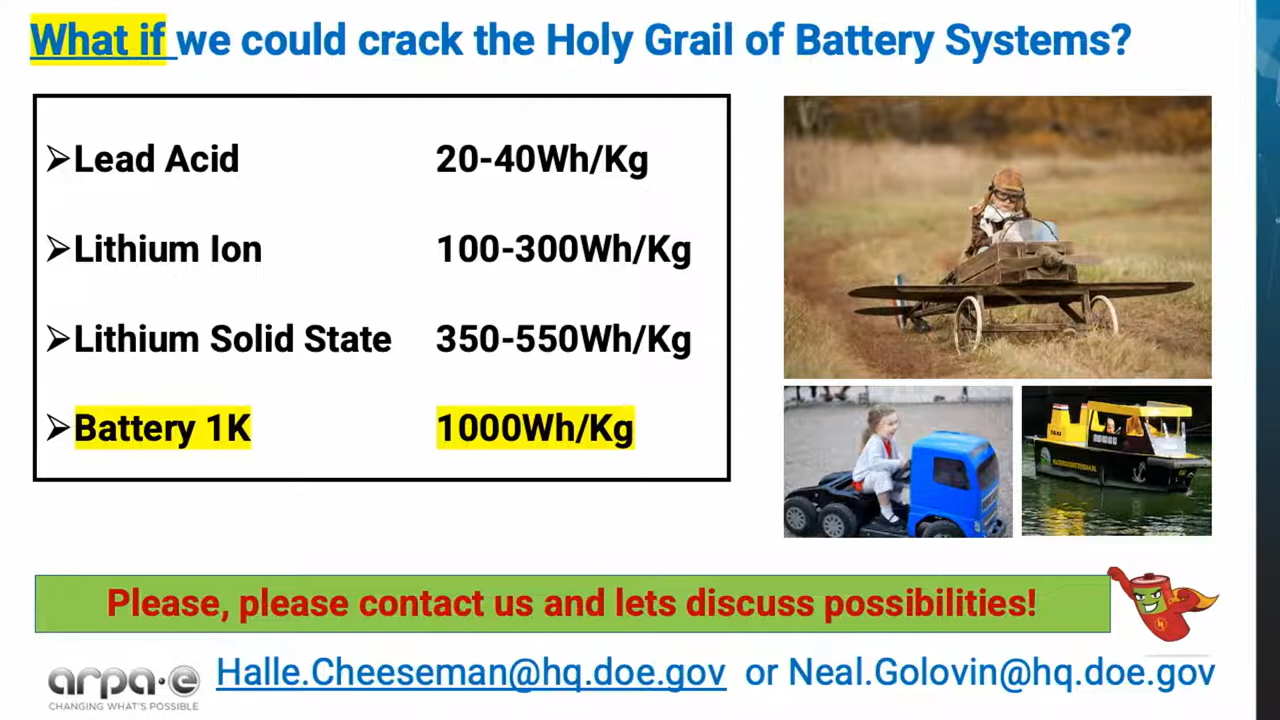 What if we could crack the Holy Grail of Battery Systems?
➢Lead Acid 20-40Wh/Kg
➢Lithium Ion 100-300Wh/Kg
➢Lithium Solid State 350-550Wh/Kg
➢Battery 1K 1000Wh/Kg
Please, please contact us and lets discuss possibilities!
arpa·e
CHANGING WHAT'S POSSIBLE
Halle.Cheeseman@hq.doe.gov or Neal.Golovin@hq.doe.gov